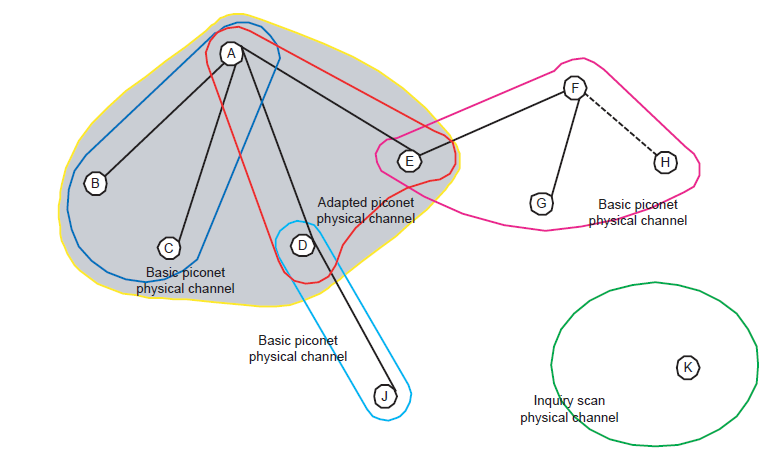 A
F
E
H
B
Adapted piconet
physical channel
G
Basic piconet
physical channel
C
D
Basic piconet
physical channel
Basic piconet
physical channel
K
J
Inquiry scan
physical channel